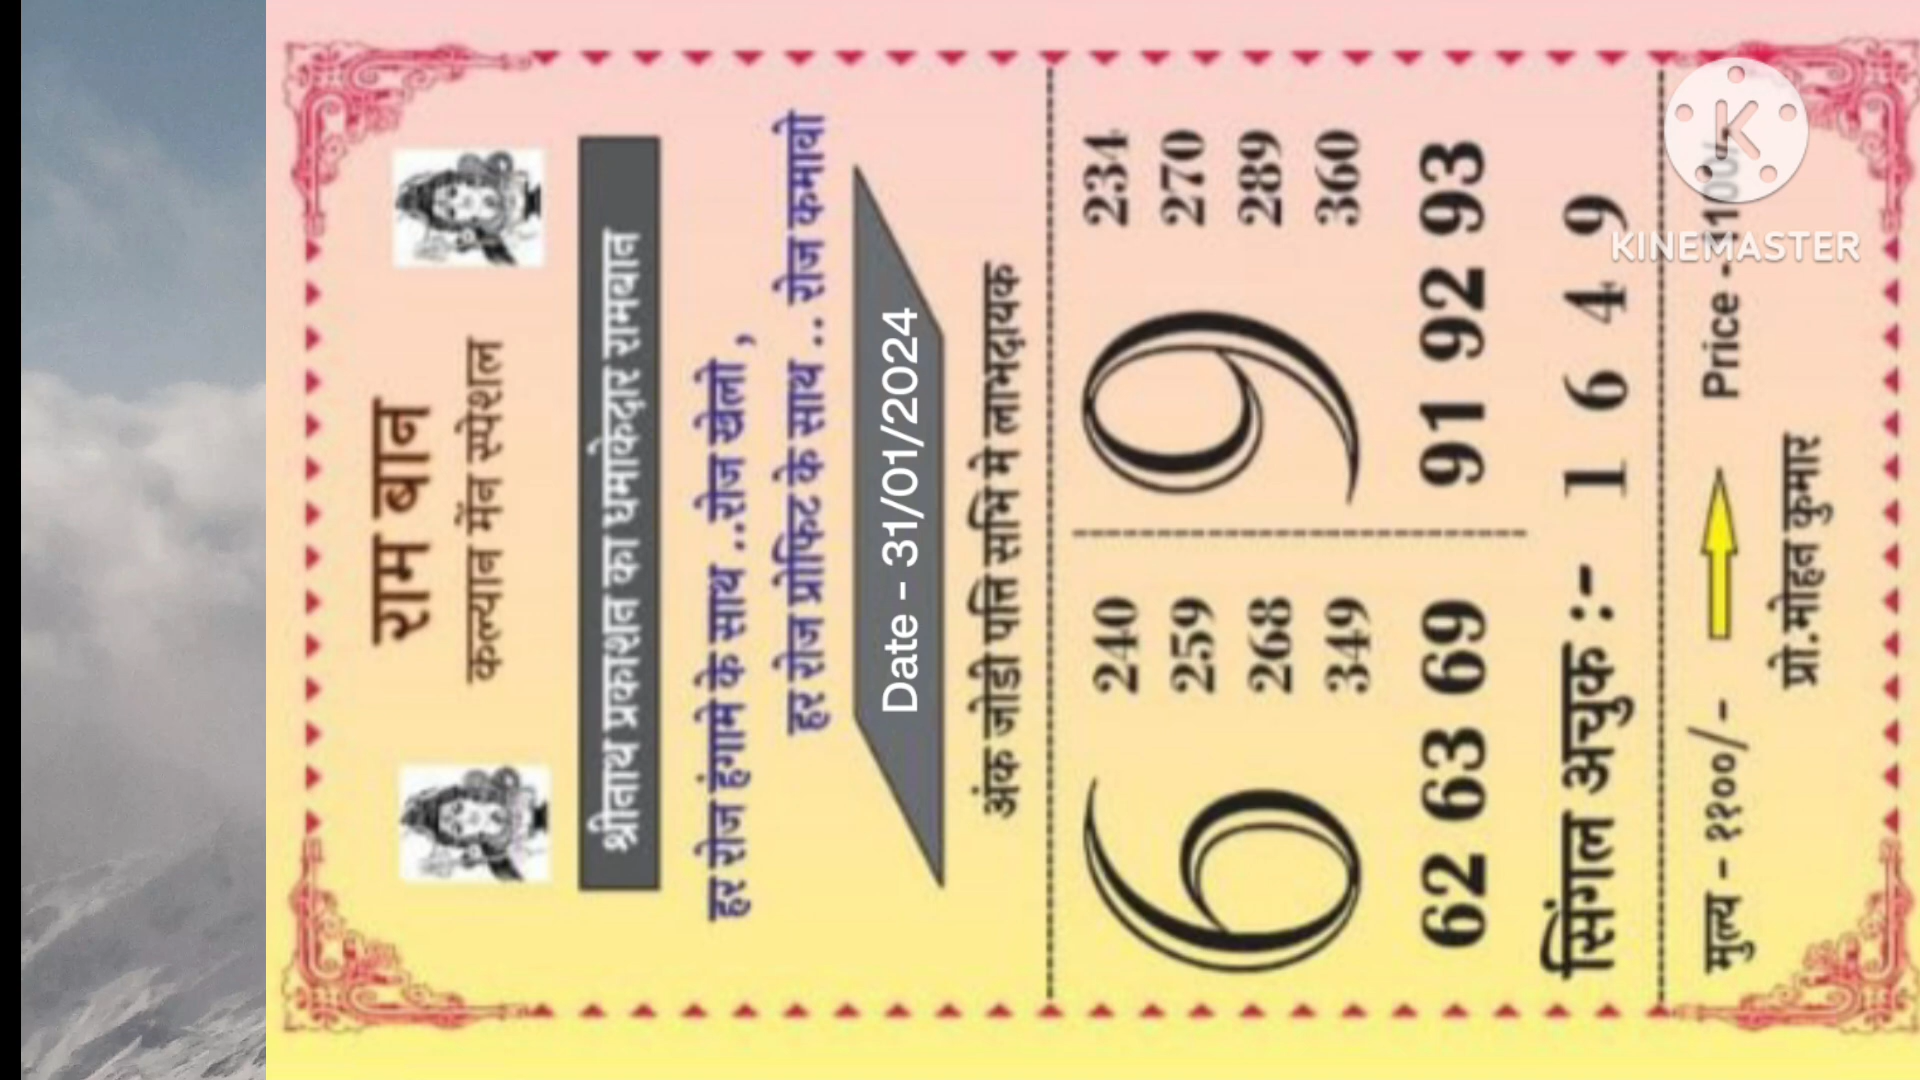 राम बान
कल्यान मेंन स्पेशल
श्रीनाथ प्रकाशन का धमाकेदार रामबान
हर रोज हंगामे के साथ ..रोज खेलो ,
हर रोज प्रोफिट के साथ .. रोज कमावो
Date - 31/01/2024
अंक जोडी पत्ति सभि मे लाभदायक
6 240 259 268 349
9 234 270 289 360
62 63 69 91 92 93
सिंगल अचुक :- 1 6 4 9
मुल्य - ११००/- Price - 1100/-
प्रो.मोहन कुमार
KINEMASTER